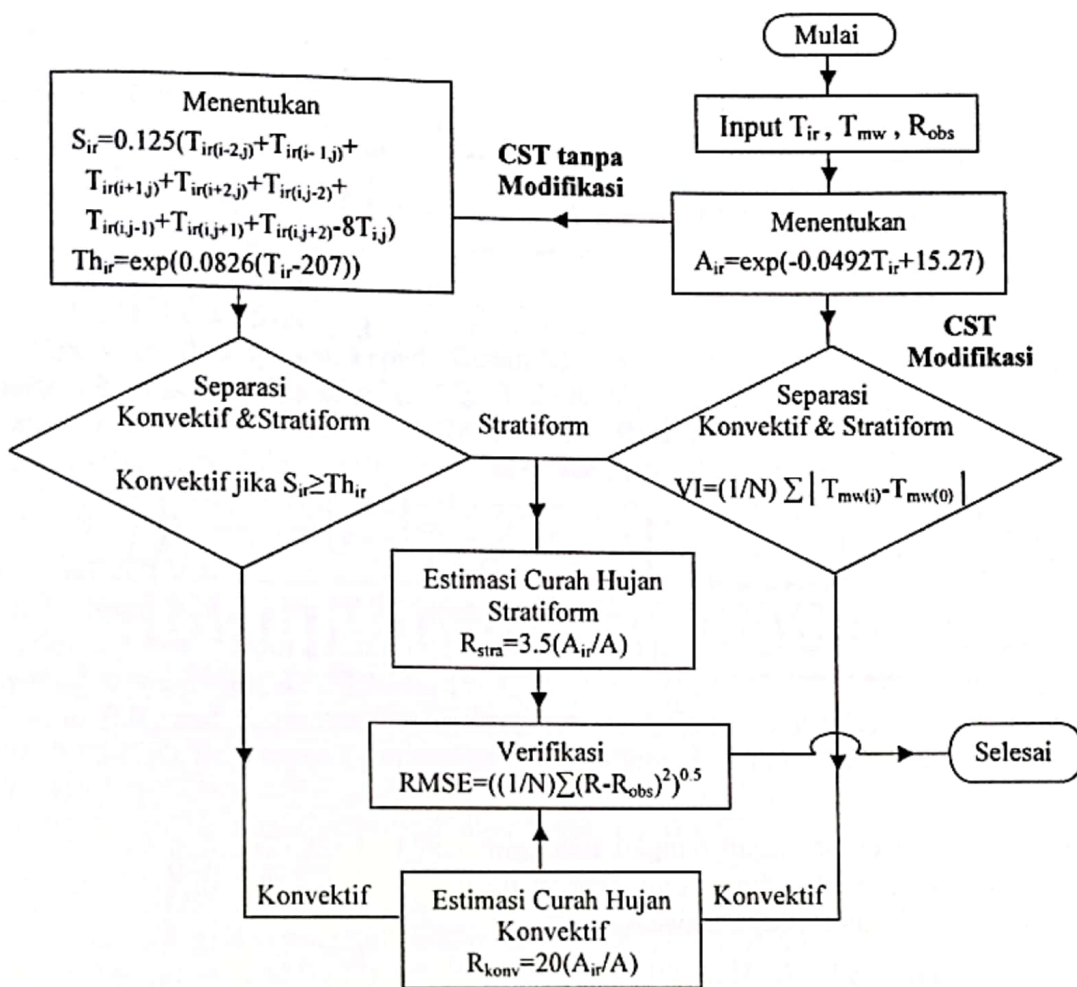 Mulai
Input T_ir , T_mw , R_obs
Menentukan
A_ir=exp(-0.0492T_ir+15.27)
CST tanpa
Modifikasi
Menentukan
S_ir=0.125(T_ir(i-2,j)+T_ir(i-1,j)+
T_ir(i+1,j)+T_ir(i+2,j)+T_ir(i,j-2)+
T_ir(i,j-1)+T_ir(i,j+1)+T_ir(i,j+2)-8T_i,j)
Th_ir=exp(0.0826(T_ir-207))
CST
Modifikasi
Separasi
Konvektif &Stratiform
Konvektif jika S_ir≥Th_ir
Stratiform
Separasi
Konvektif & Stratiform
VI=(1/N) ∑ | T_mw(i)-T_mw(0) |
Estimasi Curah Hujan
Stratiform
R_stra=3.5(A_ir/A)
Verifikasi
RMSE=((1/N)∑(R-R_obs)²)^0.5
Selesai
Konvektif
Estimasi Curah Hujan
Konvektif
R_konv=20(A_ir/A)
Konvektif